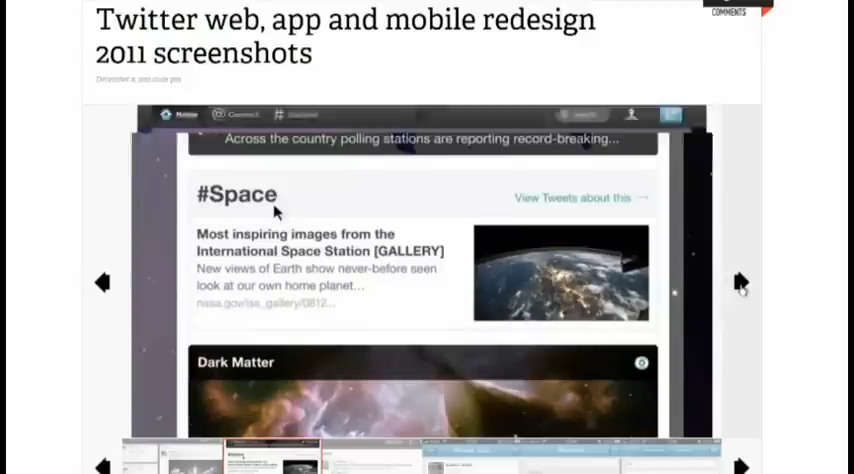 Twitter web, app and mobile redesign
2011 screenshots
COMMENTS
Connect
Across the country polling stations are reporting record-breaking...
#Space
View Tweets about this →
Most inspiring images from the
International Space Station [GALLERY]
New views of Earth show never-before seen
look at our own home planet...
nasa.gov/iss_gallery/0812...
Dark Matter